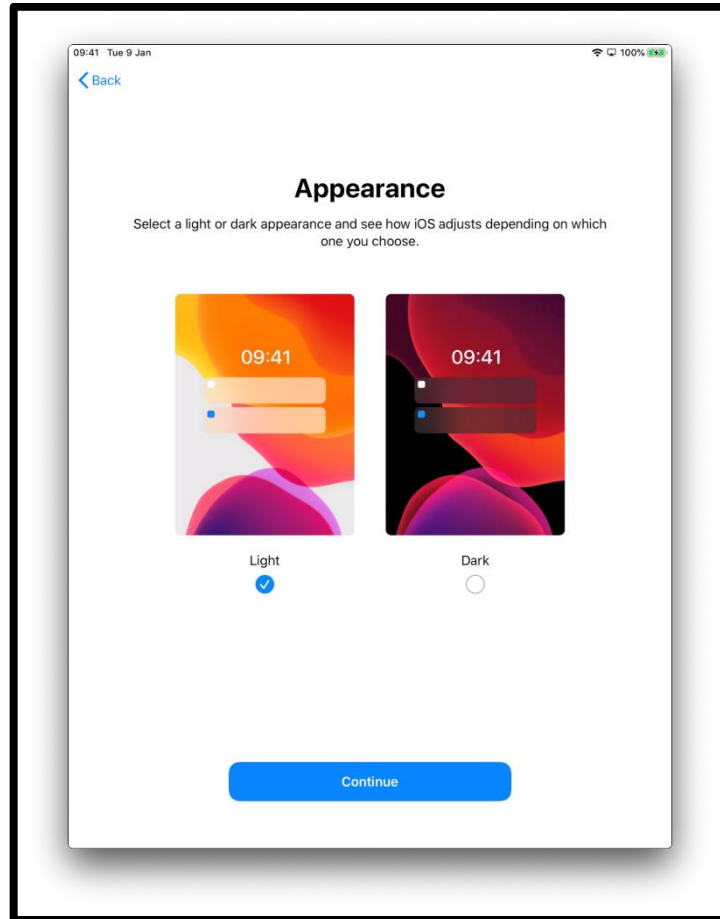 09:41 Tue 9 Jan 100%
Back
Appearance
Select a light or dark appearance and see how iOS adjusts depending on which
one you choose.
09:41 09:41
Light Dark
Continue